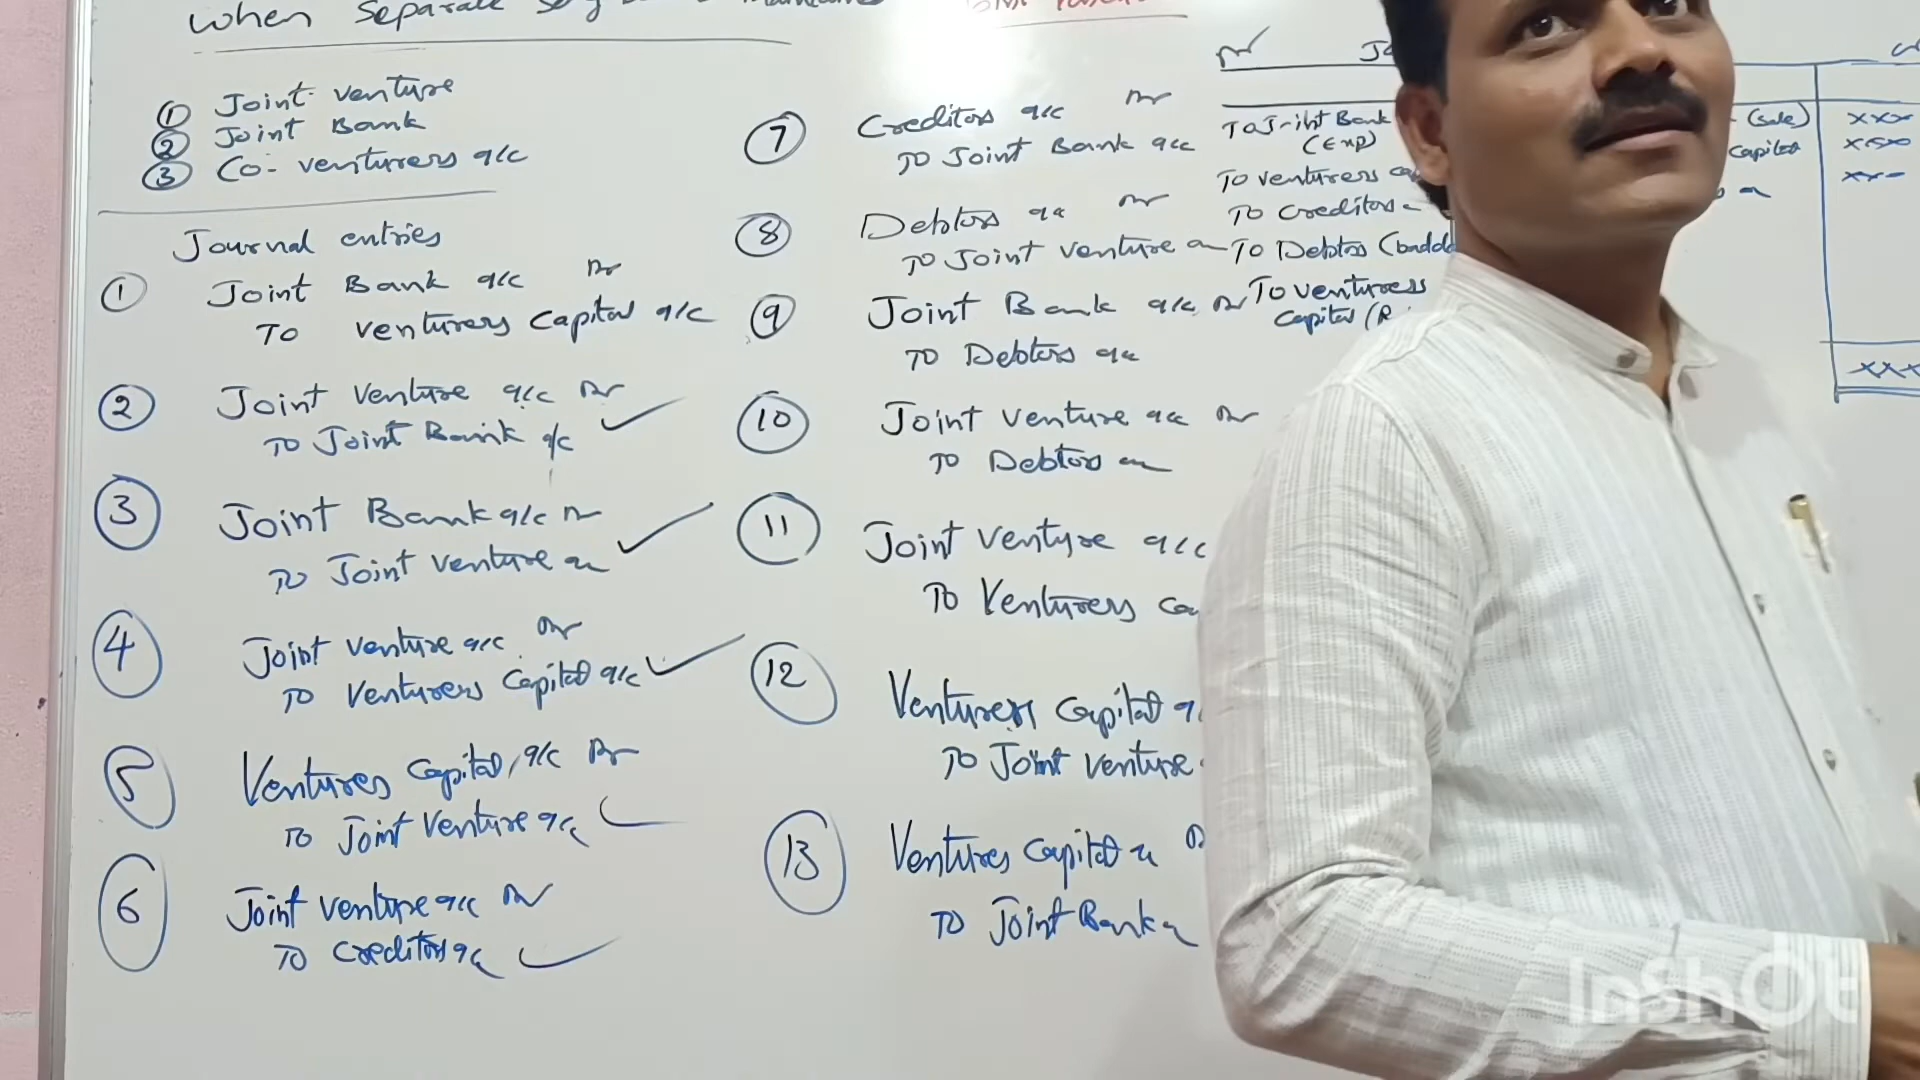 When Separate
① Joint venture
② Joint Bank
③ Co-venturers a/c
Journal entries
① Joint Bank a/c Dr
To venturers Capital a/c
② Joint Venture a/c Dr
To Joint Bank a/c
③ Joint Bank a/c Dr
To Joint venture a/c
④ Joint venture a/c Dr
To Venturers Capital a/c
⑤ Ventures Capital a/c Dr
To Joint Venture a/c
⑥ Joint venture a/c Dr
To Creditors a/c
⑦ Creditors a/c Dr
To Joint Bank a/c
⑧ Debtors a/c Dr
To Joint venture a/c
⑨ Joint Bank a/c Dr
To Debtors a/c
⑩ Joint venture a/c Dr
To Debtors a/c
⑪ Joint venture a/c
To Venturers
⑫ Venturers Capital
To Joint venture
⑬ Ventures Capital a/c
To Joint Bank a/c
Dr
To Joint Bank
(Exp)
To venturers
To Creditors
To Debtors
To ventures
Capital
(Sale) xxx
Capital xxx
xxx
xxx
InShOt